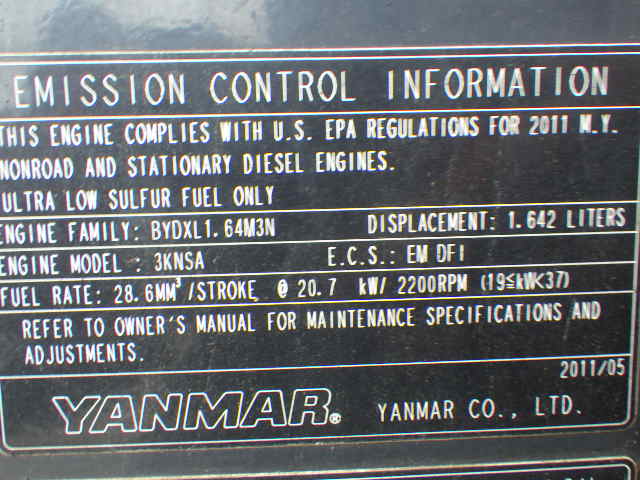 EMISSION CONTROL INFORMATION
THIS ENGINE COMPLIES WITH U.S. EPA REGULATIONS FOR 2011 M.Y.
NONROAD AND STATIONARY DIESEL ENGINES.
ULTRA LOW SULFUR FUEL ONLY
ENGINE FAMILY: BYDXL1.64M3N DISPLACEMENT: 1.642 LITERS
ENGINE MODEL : 3KNSA E.C.S.: EM DFI
FUEL RATE: 28.6MM³/STROKE @ 20.7 kW/ 2200RPM (19≤kW<37)
REFER TO OWNER'S MANUAL FOR MAINTENANCE SPECIFICATIONS AND
ADJUSTMENTS.
2011/05
YANMAR® YANMAR CO., LTD.